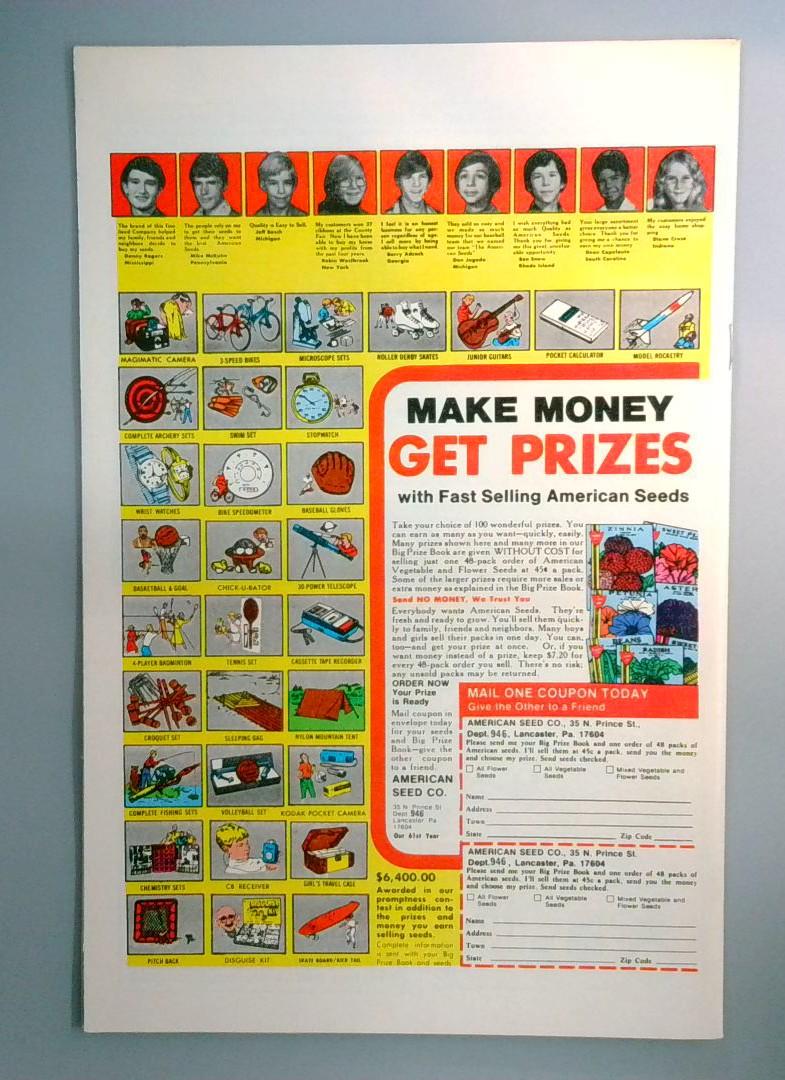 The brand of this fine
Seed Company helped
my family, friends and
neighbors decide to
buy my seeds.
Danny Rogers
Mississippi
The people rely on me
to get their seeds to
them and they want
the best American
Seeds.
Mike McKuhn
Pennsylvania
Quality is Easy to Sell.
Jeff Bosch
Michigan
My customers won 27
ribbons at the County
Fair. Now I have been
able to buy my horse
with my profits from
the past four years.
Robin Westbrook
New York
I feel it is an honest
business for any per-
son regardless of age.
I sell more by being
able to buy what I need.
Barry Adcock
Georgia
They sold so easy and
we made so much
money for our baseball
team that we named
our team "The Ameri-
can Seeds"
Dan Jagoda
Michigan
I wish everything had
as much Quality as
American Seeds.
Thank you for giving
me this great unselfish
opportunity.
Ben Snow
Rhode Island
Your large assortment
gives everyone a better
choice. Thank you for
giving me a chance to
earn my own money
Dean Capelouto
South Carolina
My customers enjoyed
the easy home shop-
ping
Diane Cruse
Indiana
MAGIMATIC CAMERA
3-SPEED BIKES
MICROSCOPE SETS
ROLLER DERBY SKATES
JUNIOR GUITARS
POCKET CALCULATOR
MODEL ROCKETRY
COMPLETE ARCHERY SETS
SWIM SET
STOPWATCH
WRIST WATCHES
BIKE SPEEDOMETER
BASEBALL GLOVES
BASKETBALL & GOAL
CHICK-U-BATOR
30-POWER TELESCOPE
4-PLAYER BADMINTON
TENNIS SET
CASSETTE TAPE RECORDER
CROQUET SET
SLEEPING BAG
NYLON MOUNTAIN TENT
COMPLETE FISHING SETS
VOLLEYBALL SET
KODAK POCKET CAMERA
CHEMISTRY SETS
CB RECEIVER
GIRL'S TRAVEL CASE
PITCH BACK
DISGUISE KIT
SKATE BOARD/KICK TAIL
MAKE MONEY
GET PRIZES
with Fast Selling American Seeds
Take your choice of 100 wonderful prizes. You
can earn as many as you want—quickly, easily.
Many prizes shown here and many more in our
Big Prize Book are given WITHOUT COST for
selling just one 48-pack order of American
Vegetable and Flower Seeds at 45¢ a pack.
Some of the larger prizes require more sales or
extra money as explained in the Big Prize Book.
Send NO MONEY, We Trust You
Everybody wants American Seeds. They're
fresh and ready to grow. You'll sell them quick-
ly to family, friends and neighbors. Many boys
and girls sell their packs in one day. You can,
too—and get your prize at once. Or, if you
want money instead of a prize, keep $7.20 for
every 48-pack order you sell. There's no risk;
any unsold packs may be returned.
ZINNIA
SWEET PE
PETUNIA
ASTER
BEANS
RADISH
ORDER NOW
Your Prize
is Ready
Mail coupon in
envelope today
for your seeds
and Big Prize
Book—give the
other coupon
to a friend.
AMERICAN
SEED CO.
35 N. Prince St
Dept 946
Lancaster Pa
17604
Our 61st Year
MAIL ONE COUPON TODAY
Give the Other to a Friend
AMERICAN SEED CO., 35 N. Prince St.,
Dept. 946, Lancaster, Pa. 17604
Please send me your Big Prize Book and one order of 48 packs of
American seeds. I'll sell them at 45¢ a pack, send you the money
and choose my prize. Send seeds checked.
All Flower Seeds
All Vegetable Seeds
Mixed Vegetable and Flower Seeds
Name
Address
Town
State Zip Code
AMERICAN SEED CO., 35 N. Prince St.
Dept. 946, Lancaster, Pa. 17604
Please send me your Big Prize Book and one order of 48 packs of
American seeds. I'll sell them at 45¢ a pack, send you the money
and choose my prize. Send seeds checked.
All Flower Seeds
All Vegetable Seeds
Mixed Vegetable and Flower Seeds
Name
Address
Town
State Zip Code
$6,400.00
Awarded in our
promptness con-
test in addition to
the prizes and
money you earn
selling seeds.
Complete information
is sent with your Big
Prize Book and seeds